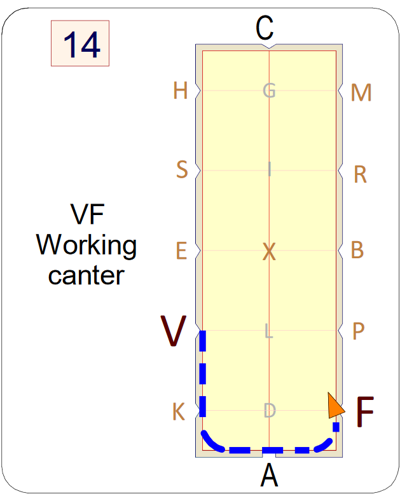 14
C
H G M
S I R
VF
Working
canter
E X B
V L P
K D F
A